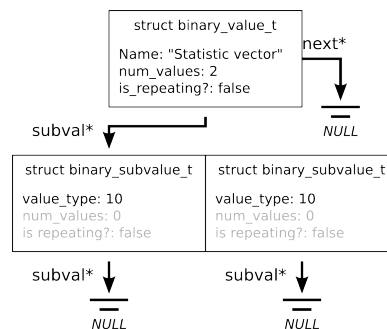 struct binary_value_t
Name: "Statistic vector"
num_values: 2
is_repeating?: false
next*
NULL
subval*
struct binary_subvalue_t
value_type: 10
num_values: 0
is repeating?: false
struct binary_subvalue_t
value_type: 10
num_values: 0
is repeating?: false
subval*
NULL
subval*
NULL